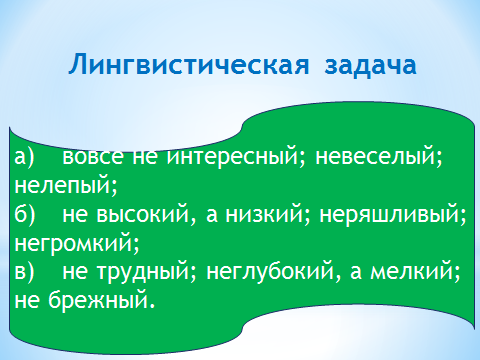 Лингвистическая задача
а) вовсе не интересный; невеселый;
нелепый;
б) не высокий, а низкий; неряшливый;
негромкий;
в) не трудный; неглубокий, а мелкий;
не брежный.